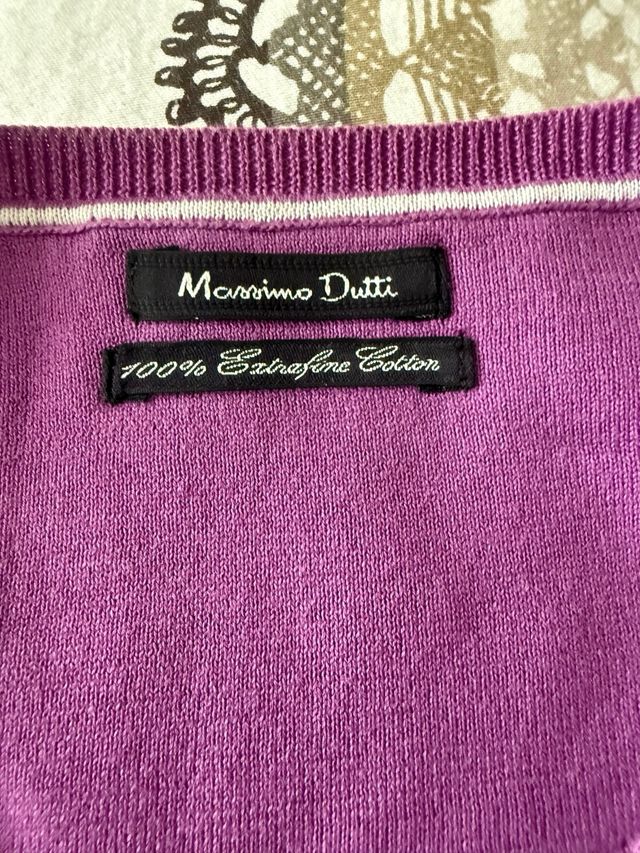 Massimo Dutti
100% Extrafine Cotton